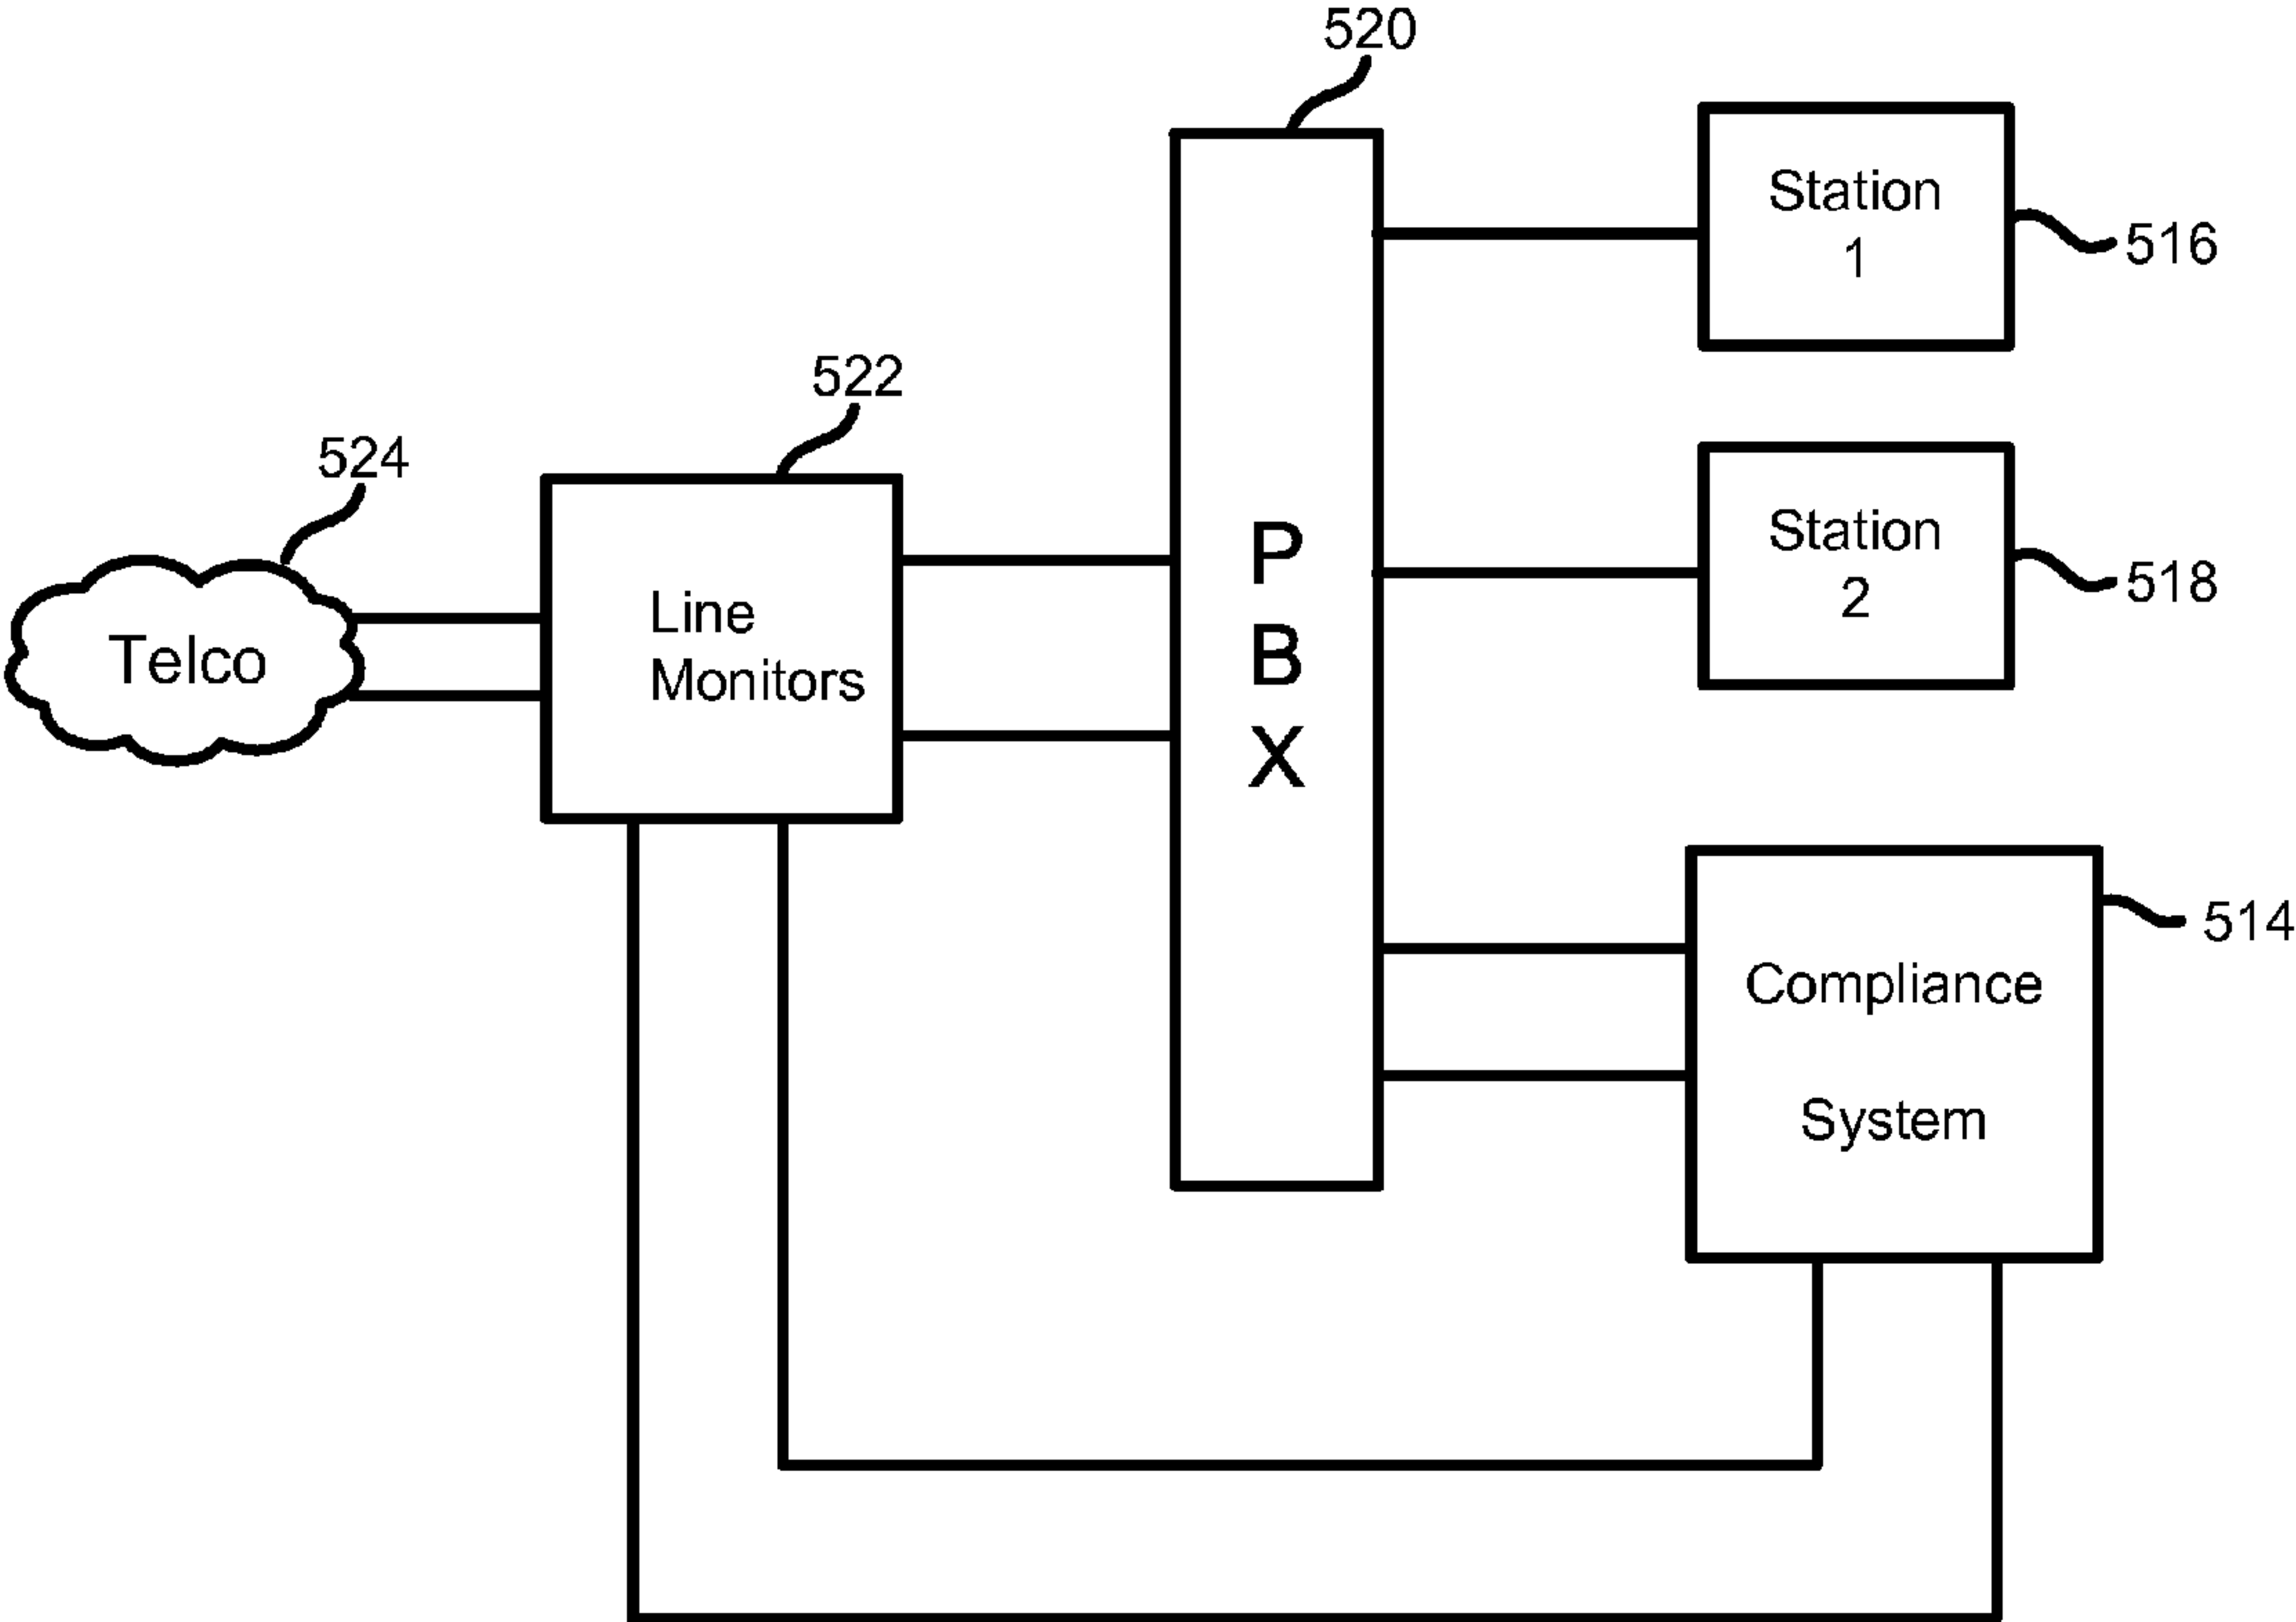 520
Station
1
516
522
524
Line
Monitors
Telco
P
B
X
Station
2
518
514
Compliance
System